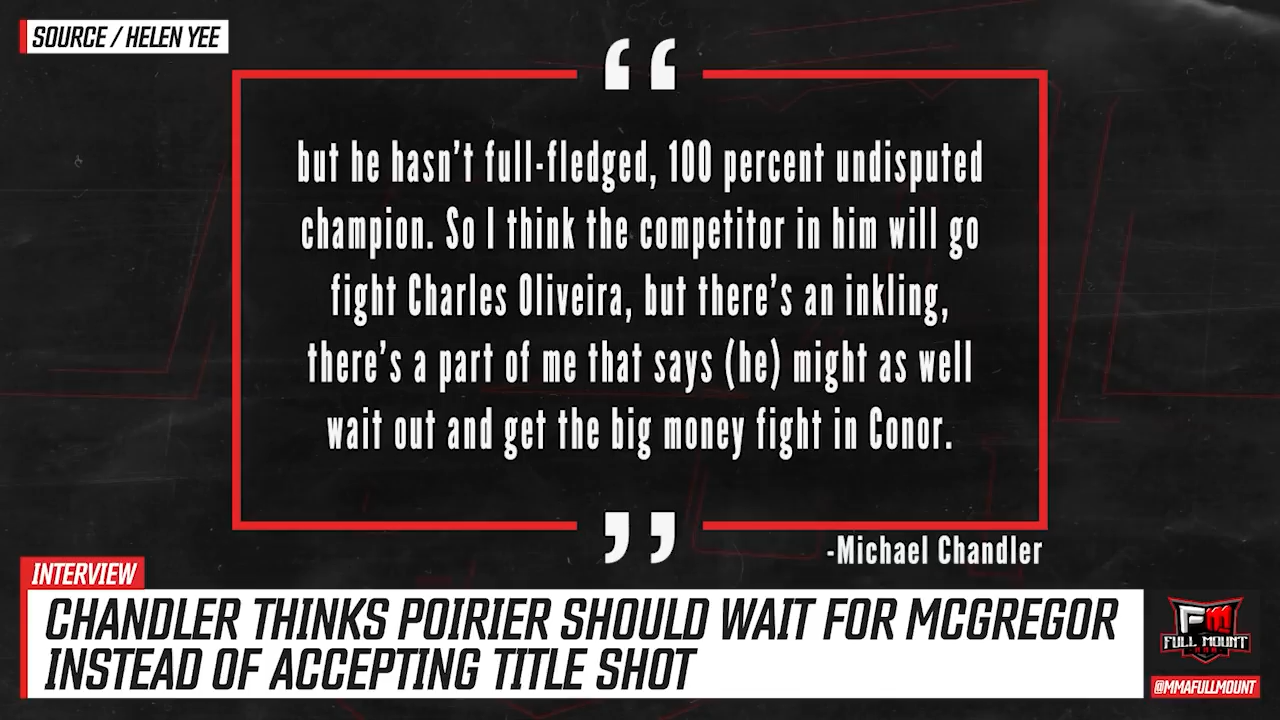 SOURCE / HELEN YEE
“
but he hasn't full-fledged, 100 percent undisputed
champion. So I think the competitor in him will go
fight Charles Oliveira, but there's an inkling,
there's a part of me that says (he) might as well
wait out and get the big money fight in Conor.
”
-Michael Chandler
INTERVIEW
CHANDLER THINKS POIRIER SHOULD WAIT FOR MCGREGOR
INSTEAD OF ACCEPTING TITLE SHOT
FM
FULL MOUNT
@MMAFULLMOUNT